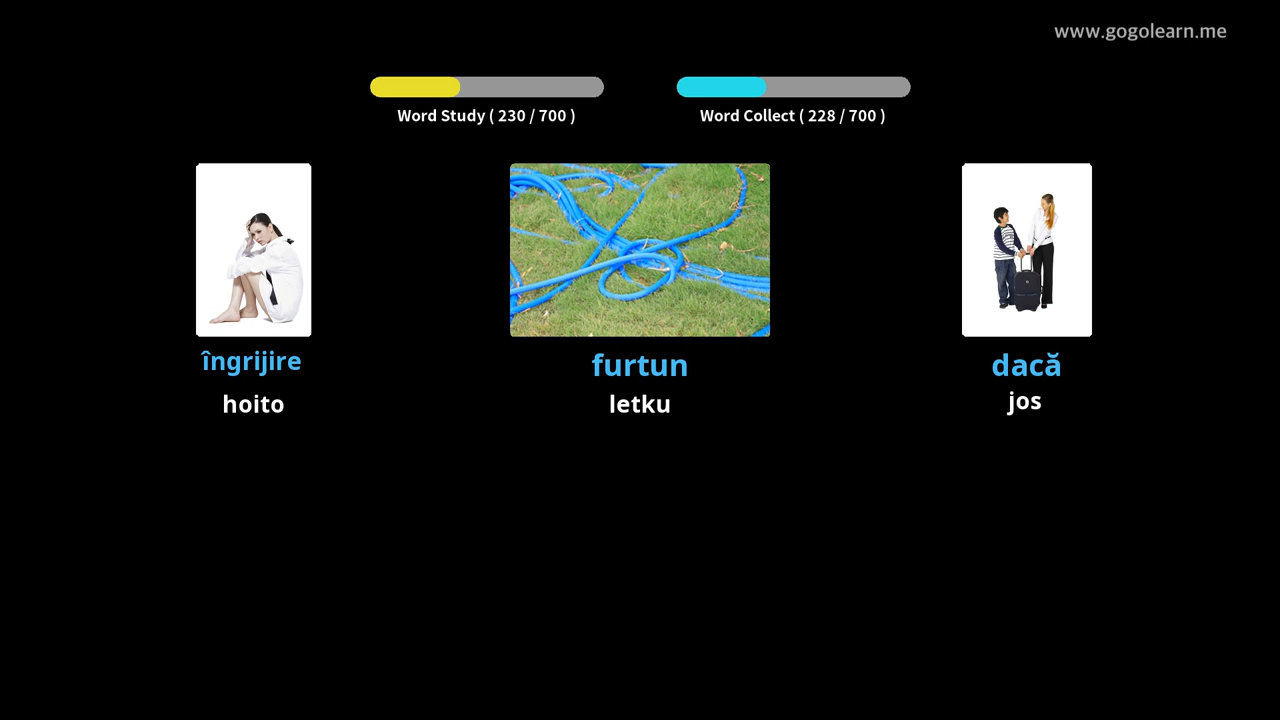 www.gogolearn.me
Word Study ( 230 / 700 )
Word Collect ( 228 / 700 )
îngrijire
hoito
furtun
letku
dacă
jos